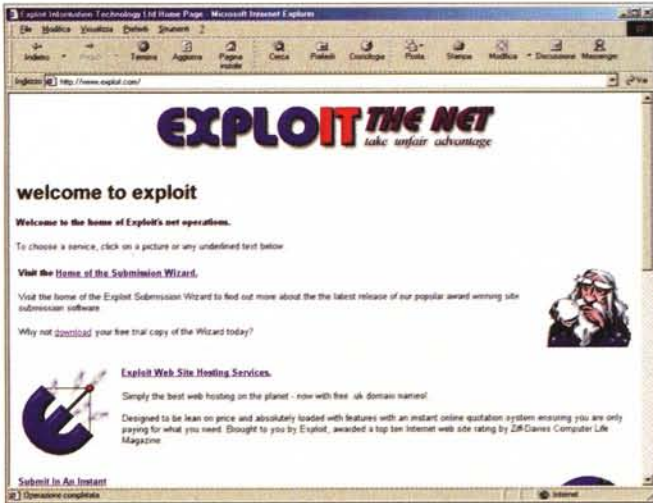 Exploit Information Technology Ltd Home Page - Microsoft Internet Explorer
File Modifica Visualizza Preferiti Strumenti ?
Indietro Termina Aggiorna Pagina iniziale Cerca Preferiti Cronologia Posta Stampa Modifica Discussione Messenger
Indirizzo http://www.exploit.com/ Vai
EXPLOIT THE NET
take unfair advantage
welcome to exploit
Welcome to the home of Exploit's net operations.
To choose a service, click on a picture or any underlined text below
Visit the Home of the Submission Wizard.
Visit the home of the Exploit Submission Wizard to find out more about the the latest release of our popular award winning site
submission software
Why not download your free trial copy of the Wizard today?
Exploit Web Site Hosting Services.
Simply the best web hosting on the planet - now with free .uk domain names!
Designed to be lean on price and absolutely loaded with features with an instant online quotation system ensuring you are only
paying for what you need. Brought to you by Exploit, awarded a top ten Internet web site rating by Ziff-Davies Computer Life
Magazine.
Submit In An Instant
Operazione completata Internet